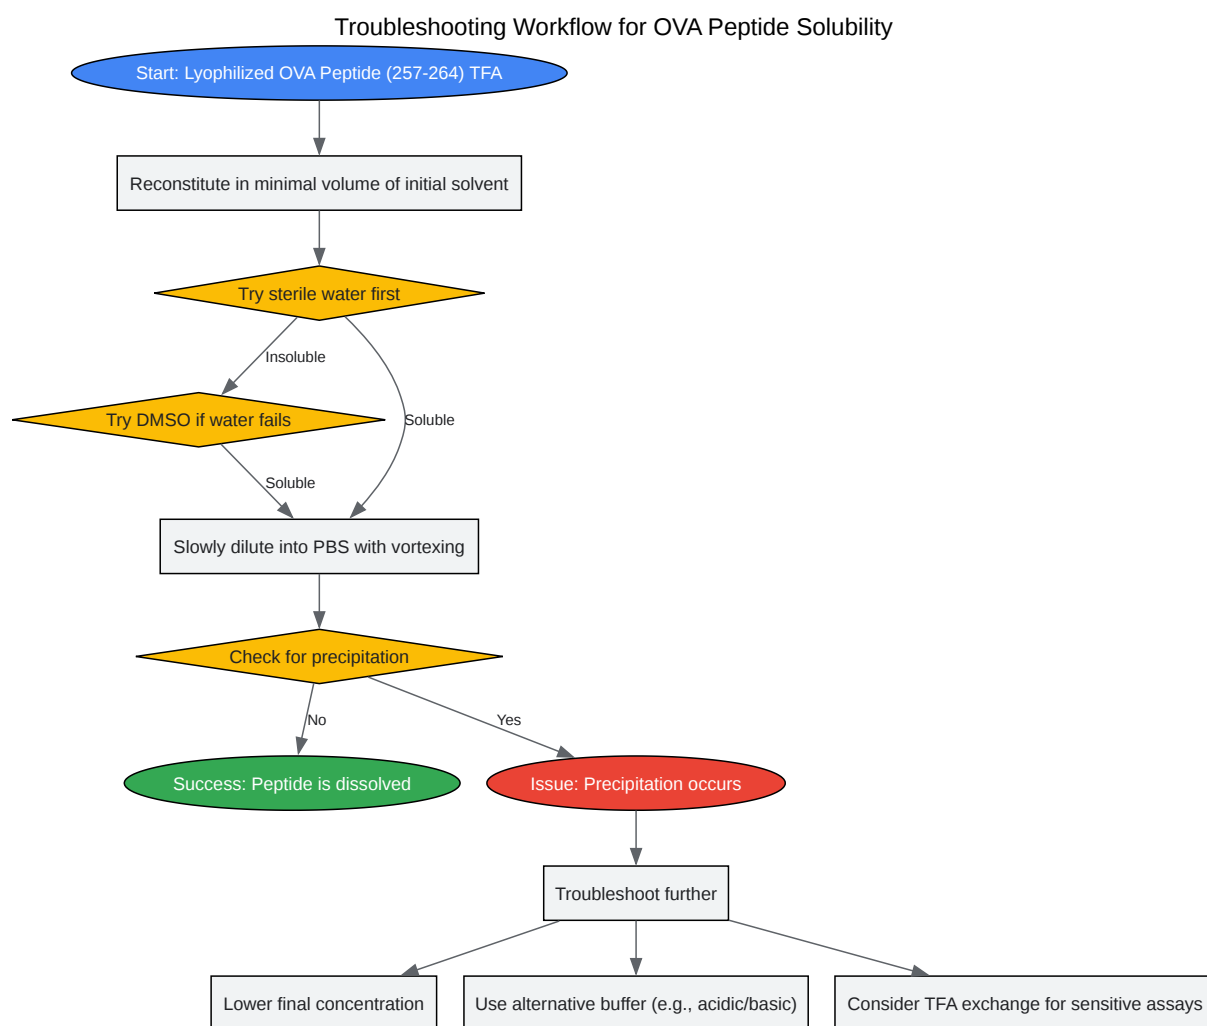 Troubleshooting Workflow for OVA Peptide Solubility
Start: Lyophilized OVA Peptide (257-264) TFA
Reconstitute in minimal volume of initial solvent
Try sterile water first
Insoluble
Try DMSO if water fails
Soluble
Soluble
Slowly dilute into PBS with vortexing
Check for precipitation
No
Yes
Success: Peptide is dissolved
Issue: Precipitation occurs
Troubleshoot further
Lower final concentration
Use alternative buffer (e.g., acidic/basic)
Consider TFA exchange for sensitive assays